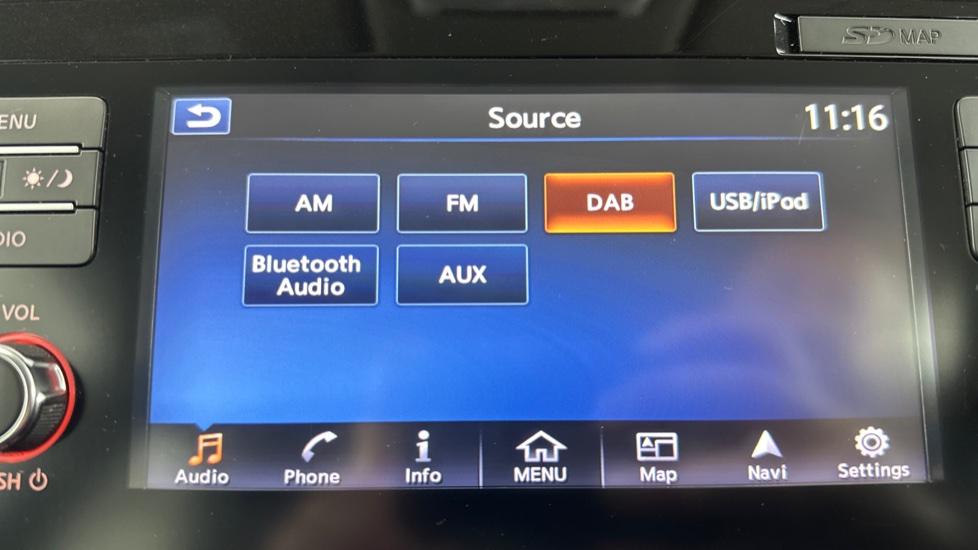 SD MAP
Source
11:16
ENU
AM
FM
DAB
USB/iPod
Bluetooth
Audio
AUX
DIO
VOL
SH
Audio
Phone
Info
MENU
Map
Navi
Settings